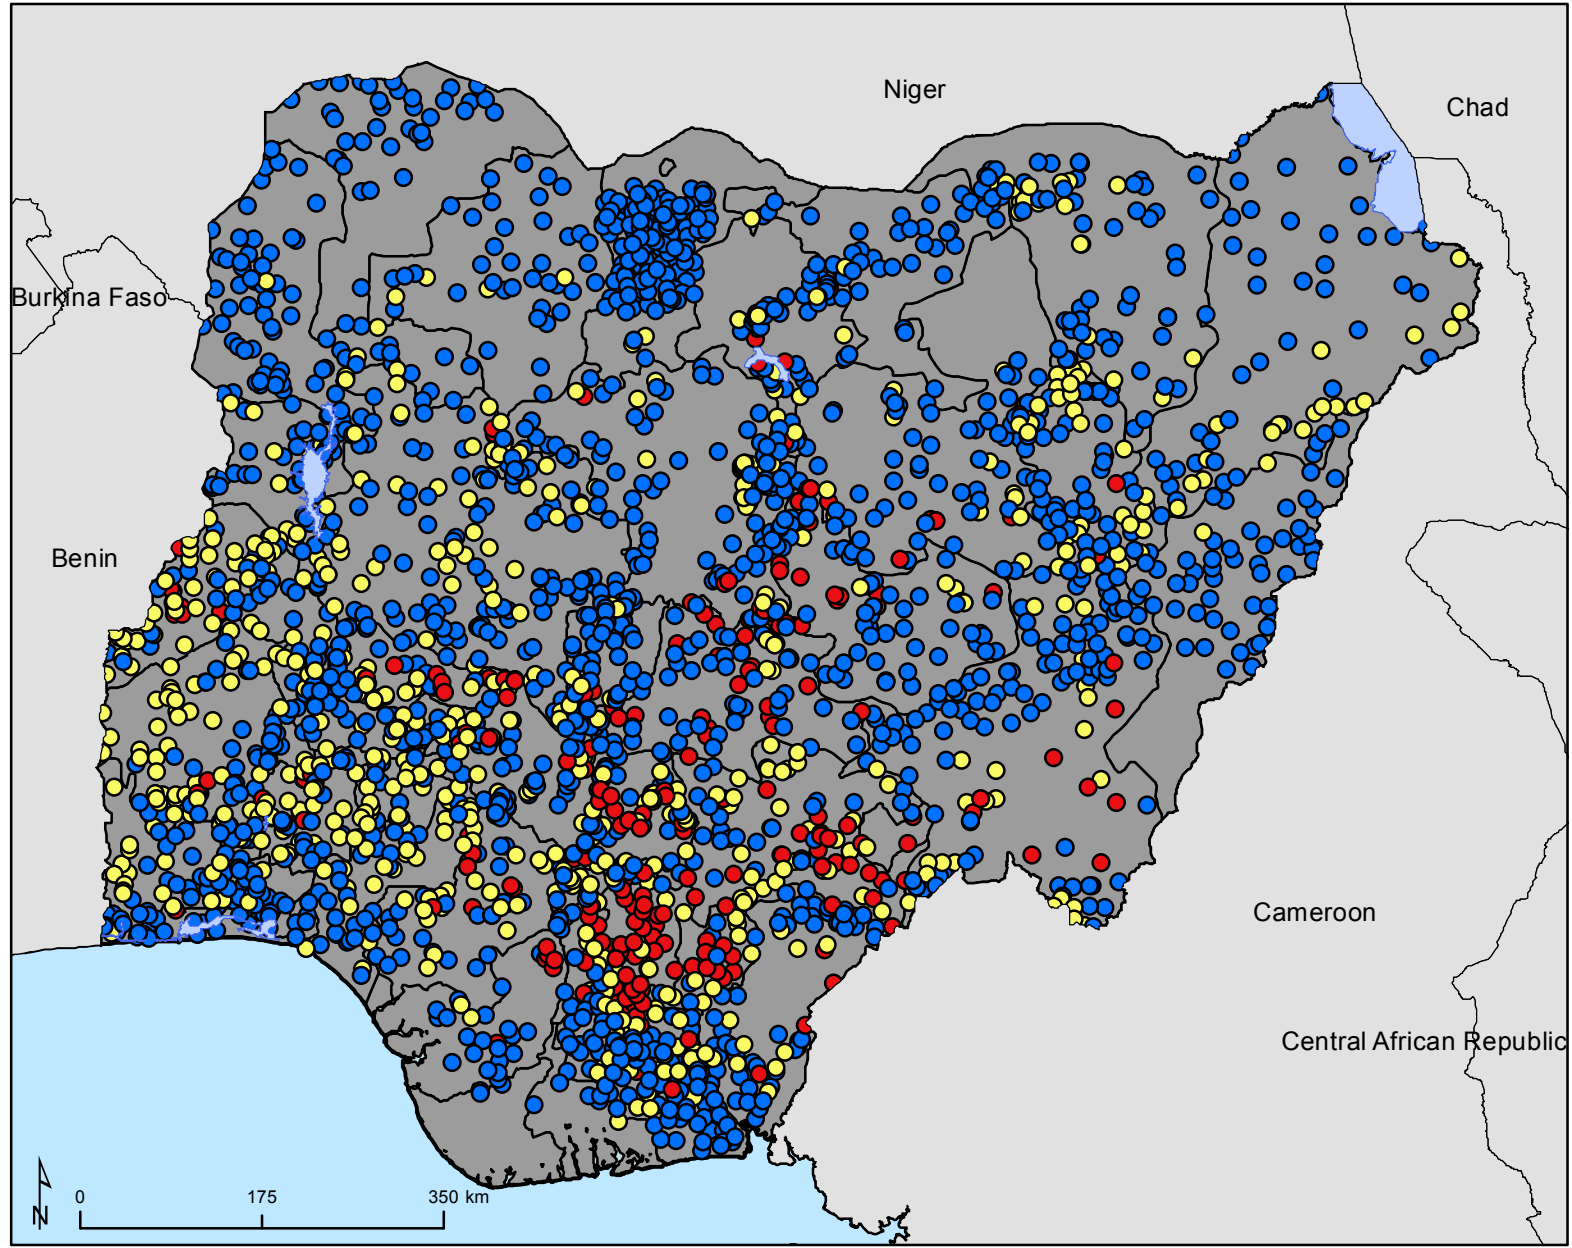 Niger
Chad
Burkina Faso
Benin
Cameroon
Central African Republic
N
0 175 350 km